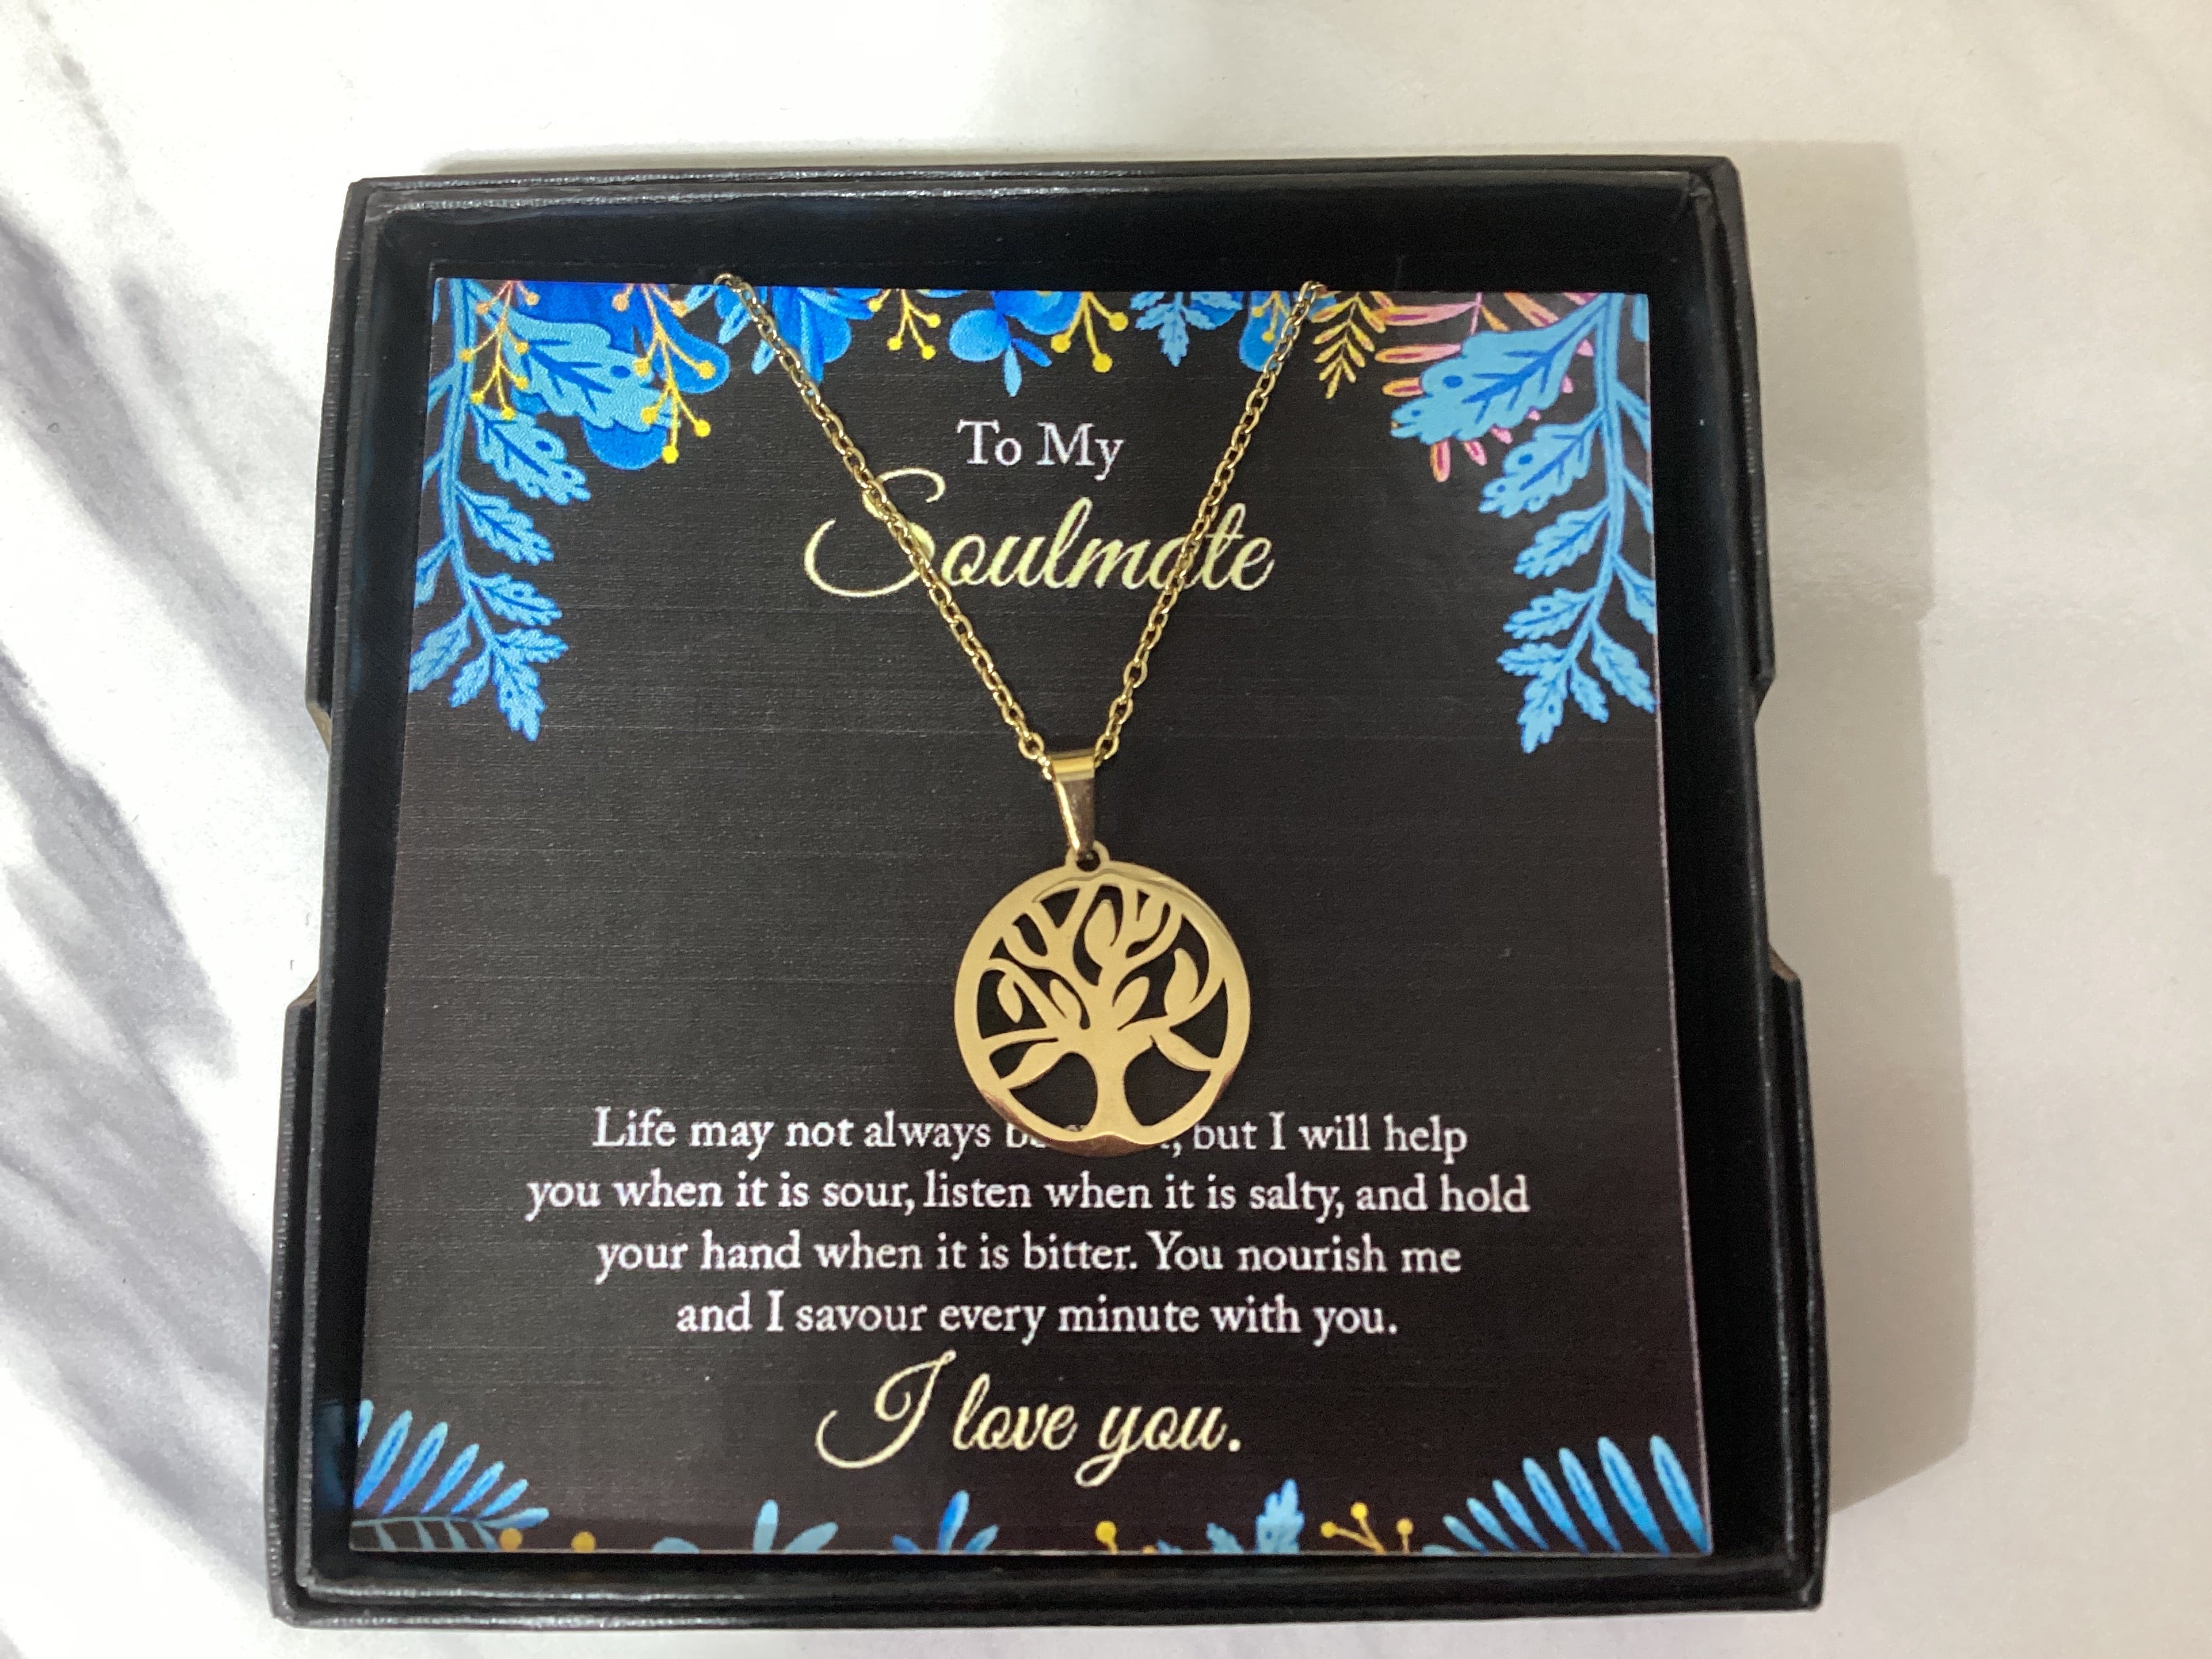 To My
Soulmate
Life may not always but I will help
you when it is sour, listen when it is salty, and hold
your hand when it is bitter. You nourish me
and I savour every minute with you.
I love you.